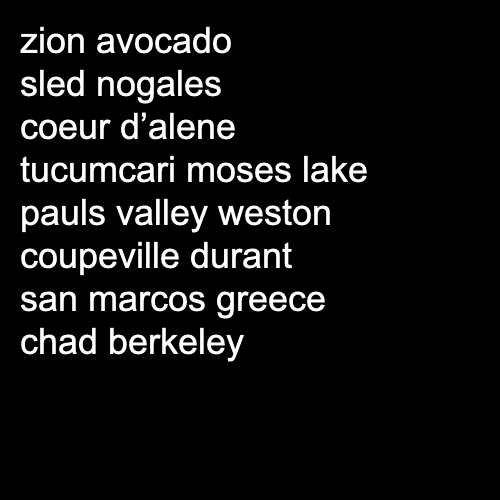 zion avocado
sled nogales
coeur d’alene
tucumcari moses lake
pauls valley weston
coupeville durant
san marcos greece
chad berkeley